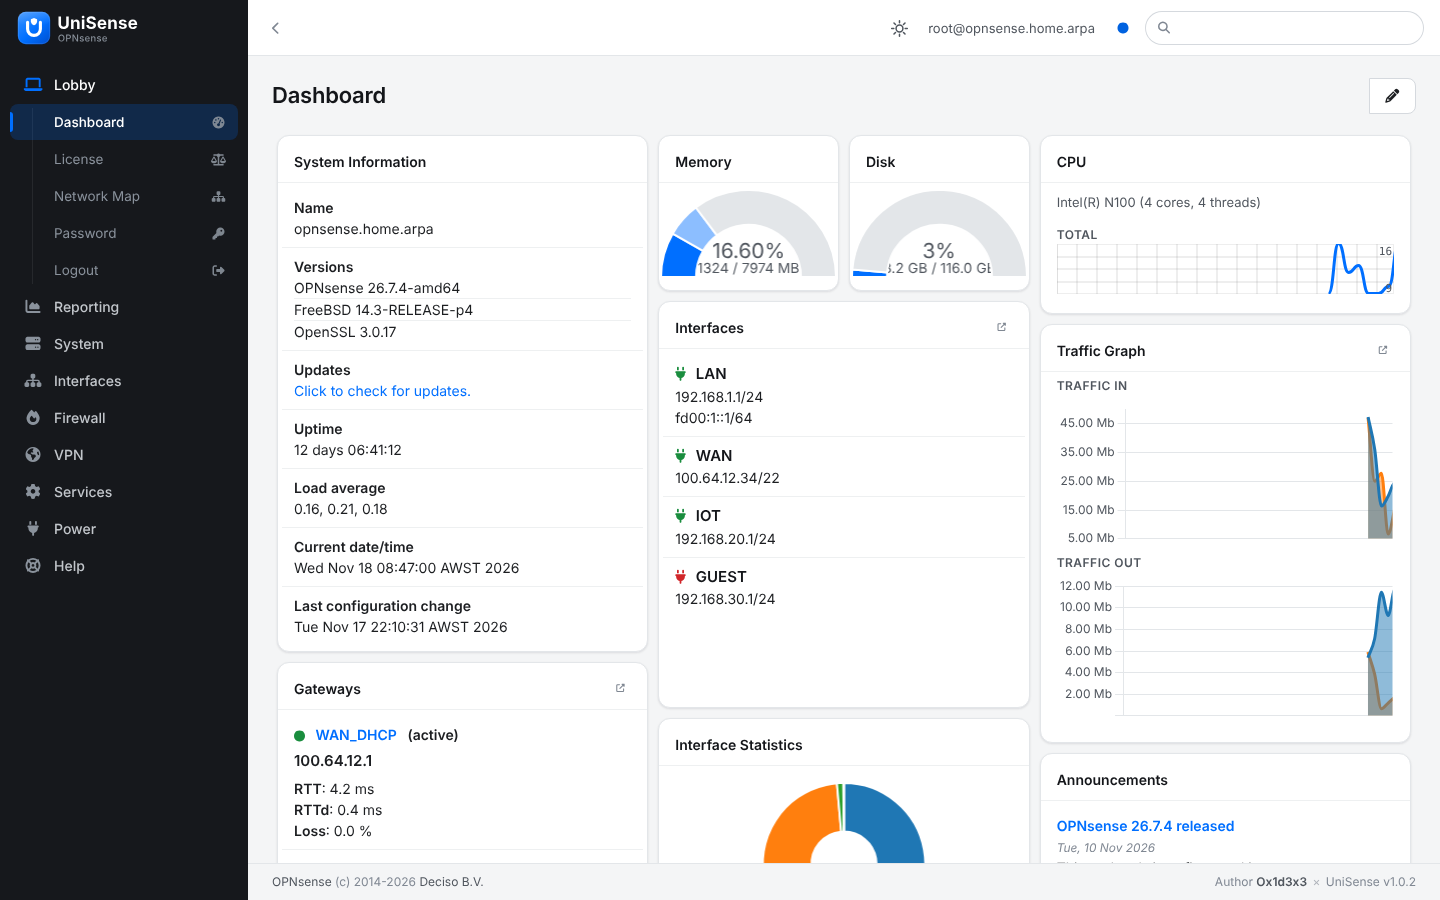 UniSense
OPNsense
root@opnsense.home.arpa
Lobby
Dashboard
License
Network Map
Password
Logout
Reporting
System
Interfaces
Firewall
VPN
Services
Power
Help
Dashboard
System Information
Name
opnsense.home.arpa
Versions
OPNsense 26.7.4-amd64
FreeBSD 14.3-RELEASE-p4
OpenSSL 3.0.17
Updates
Click to check for updates.
Uptime
12 days 06:41:12
Load average
0.16, 0.21, 0.18
Current date/time
Wed Nov 18 08:47:00 AWST 2026
Last configuration change
Tue Nov 17 22:10:31 AWST 2026
Gateways
WAN_DHCP (active)
100.64.12.1
RTT: 4.2 ms
RTTd: 0.4 ms
Loss: 0.0 %
Memory
16.60%
1324 / 7974 MB
Disk
3%
3.2 GB / 116.0 GB
Interfaces
LAN
192.168.1.1/24
fd00:1::1/64
WAN
100.64.12.34/22
IOT
192.168.20.1/24
GUEST
192.168.30.1/24
Interface Statistics
CPU
Intel(R) N100 (4 cores, 4 threads)
TOTAL
16
9
Traffic Graph
TRAFFIC IN
45.00 Mb
35.00 Mb
25.00 Mb
15.00 Mb
5.00 Mb
TRAFFIC OUT
12.00 Mb
10.00 Mb
8.00 Mb
6.00 Mb
4.00 Mb
2.00 Mb
Announcements
OPNsense 26.7.4 released
Tue, 10 Nov 2026
OPNsense (c) 2014-2026 Deciso B.V.
Author Ox1d3x3 × UniSense v1.0.2